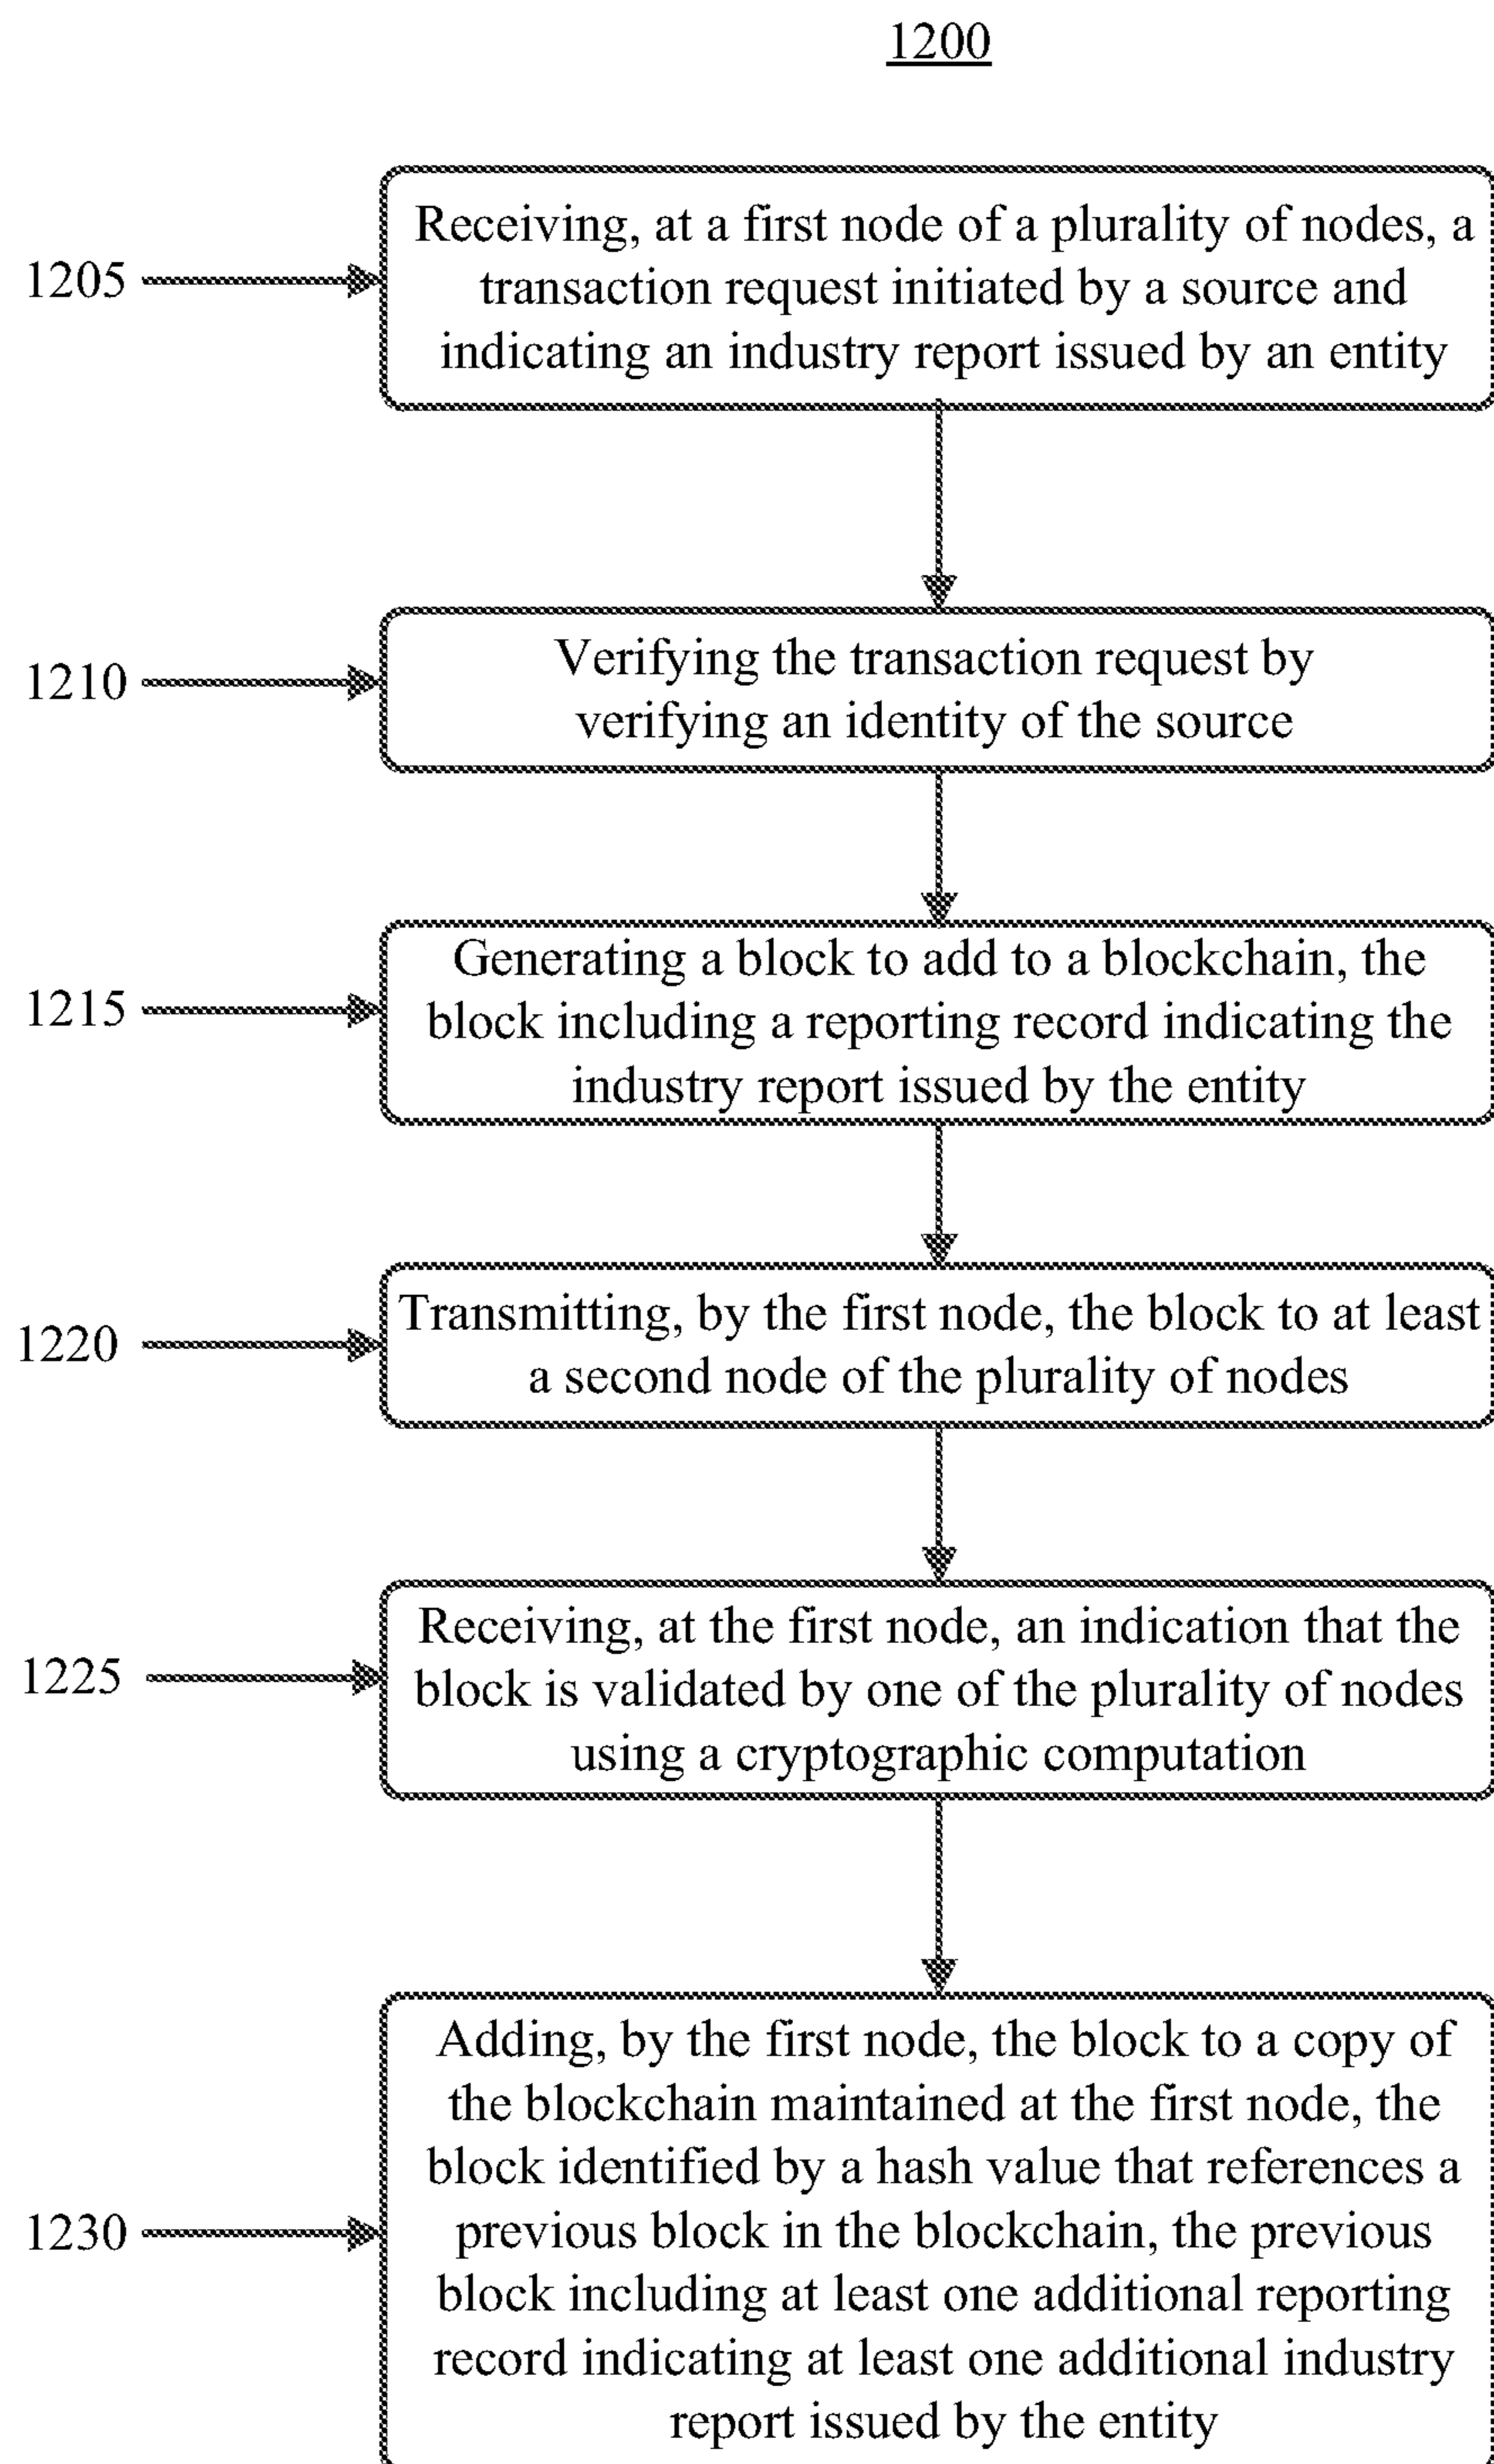 1200
1205
Receiving, at a first node of a plurality of nodes, a
transaction request initiated by a source and
indicating an industry report issued by an entity
1210
Verifying the transaction request by
verifying an identity of the source
1215
Generating a block to add to a blockchain, the
block including a reporting record indicating the
industry report issued by the entity
1220
Transmitting, by the first node, the block to at least
a second node of the plurality of nodes
1225
Receiving, at the first node, an indication that the
block is validated by one of the plurality of nodes
using a cryptographic computation
1230
Adding, by the first node, the block to a copy of
the blockchain maintained at the first node, the
block identified by a hash value that references a
previous block in the blockchain, the previous
block including at least one additional reporting
record indicating at least one additional industry
report issued by the entity